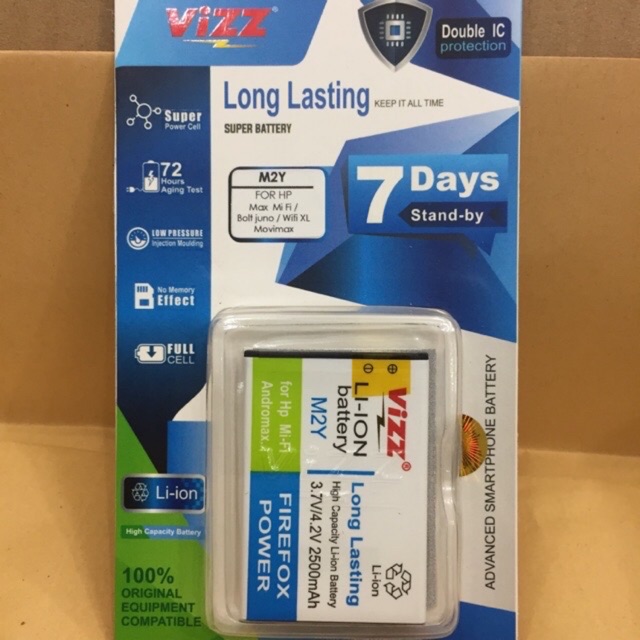 ViZZ®
Double IC
protection
Long Lasting KEEP IT ALL TIME
SUPER BATTERY
Super
Power Cell
72
Hours
Aging Test
LOW PRESSURE
Injection Moulding
No Memory
Effect
FULL
CELL
M2Y
FOR HP
Max Mi Fi /
Bolt juno / Wifi XL
Movimax
7 Days
Stand-by
Li-ion
High Capacity Battery
100%
ORIGINAL
EQUIPMENT
COMPATIBLE
ViZZ®
LI-ION
battery
M2Y
for Hp Mi-Fi
Andromax
Li-ion
Long Lasting
High Capacity Li-ion Battery
3.7V/4.2V 2500mAh
FIREFOX
POWER
ADVANCED SMARTPHONE BATTERY